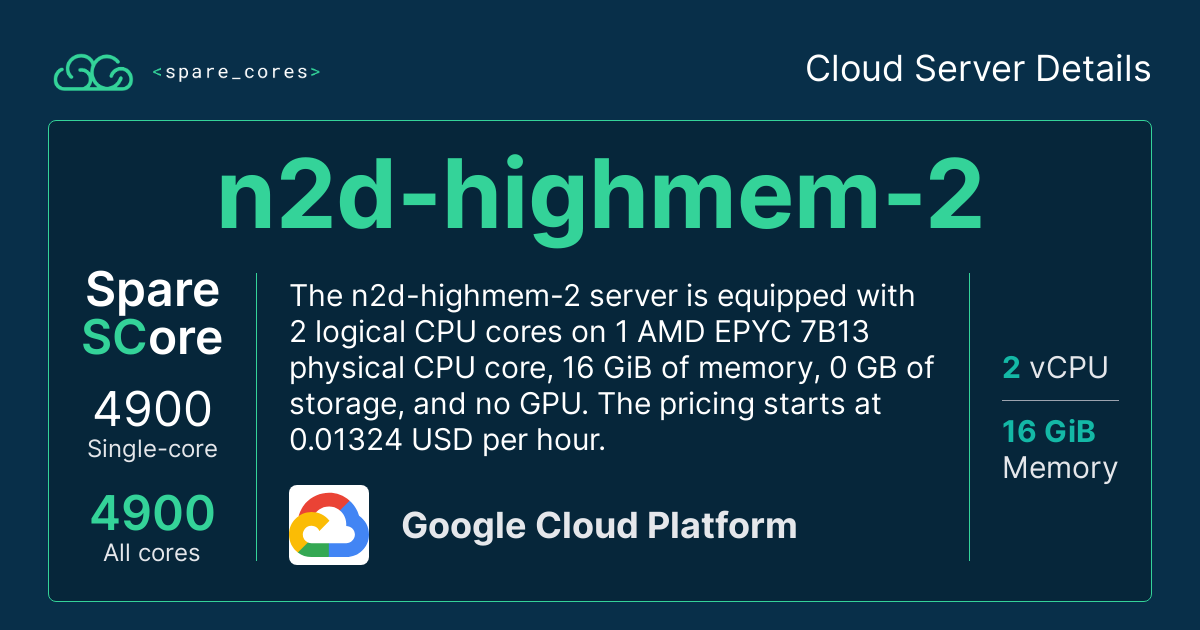 <spare_cores>
Cloud Server Details
n2d-highmem-2
Spare
SCore
4900
Single-core
4900
All cores
The n2d-highmem-2 server is equipped with
2 logical CPU cores on 1 AMD EPYC 7B13
physical CPU core, 16 GiB of memory, 0 GB of
storage, and no GPU. The pricing starts at
0.01324 USD per hour.
Google Cloud Platform
2 vCPU
16 GiB
Memory